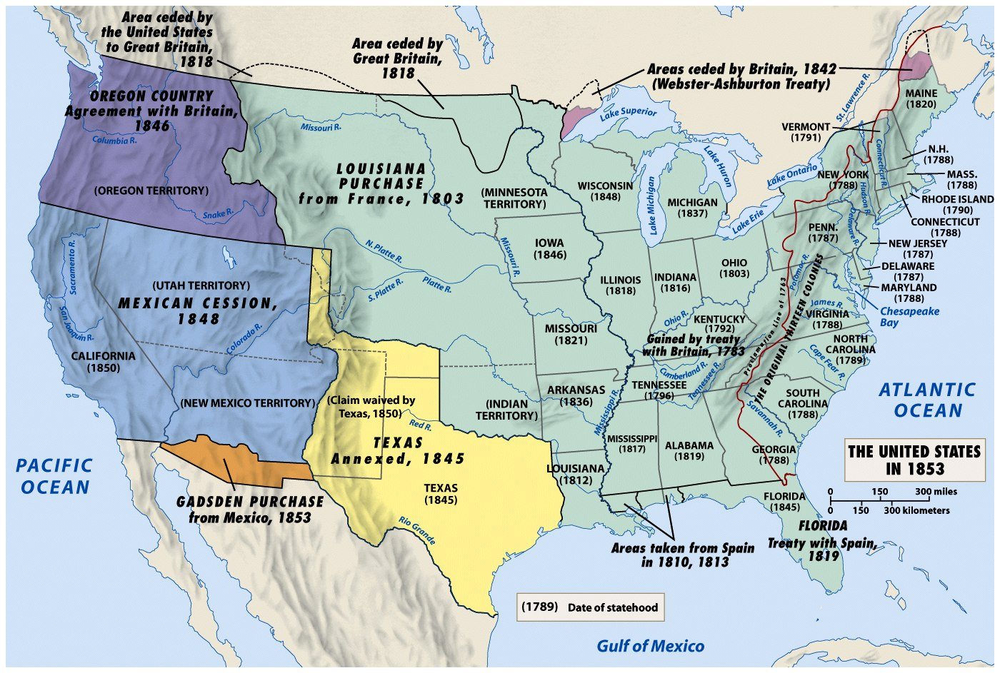 Area ceded by
the United States
to Great Britain,
1818
Area ceded by
Great Britain,
1818
Areas ceded by Britain, 1842
(Webster-Ashburton Treaty)
OREGON COUNTRY
Agreement with Britain,
1846
Columbia R.
(OREGON TERRITORY)
Snake R.
Missouri R.
LOUISIANA
PURCHASE
from France, 1803
(MINNESOTA
TERRITORY)
Lake Superior
Lake Michigan
Lake Huron
Lake Ontario
Lake Erie
St. Lawrence R.
MAINE
(1820)
VERMONT
(1791)
Connecticut R.
N.H.
(1788)
MASS.
(1788)
RHODE ISLAND
(1790)
CONNECTICUT
(1788)
NEW YORK
(1788)
Hudson R.
WISCONSIN
(1848)
MICHIGAN
(1837)
PENN.
(1787)
Delaware R.
NEW JERSEY
(1787)
DELAWARE
(1787)
MARYLAND
(1788)
Chesapeake
Bay
IOWA
(1846)
Missouri R.
N. Platte R.
S. Platte R.
Platte R.
ILLINOIS
(1818)
INDIANA
(1816)
OHIO
(1803)
Potomac R.
James R.
VIRGINIA
(1788)
Ohio R.
KENTUCKY
(1792)
Gained by treaty
with Britain, 1783
Proclamation Line of 1763
THE ORIGINAL THIRTEEN COLONIES
NORTH
CAROLINA
(1789)
Cape Fear R.
Sacramento R.
San Joaquin R.
(UTAH TERRITORY)
MEXICAN CESSION,
1848
Colorado R.
CALIFORNIA
(1850)
(NEW MEXICO TERRITORY)
MISSOURI
(1821)
Cumberland R.
Tennessee R.
TENNESSEE
(1796)
SOUTH
CAROLINA
(1788)
Savannah R.
ARKANSAS
(1836)
Mississippi R.
(INDIAN
TERRITORY)
(Claim waived by
Texas, 1850)
Red R.
TEXAS
Annexed, 1845
TEXAS
(1845)
Rio Grande
MISSISSIPPI
(1817)
ALABAMA
(1819)
GEORGIA
(1788)
LOUISIANA
(1812)
FLORIDA
(1845)
FLORIDA
Treaty with Spain,
1819
Areas taken from Spain
in 1810, 1813
GADSDEN PURCHASE
from Mexico, 1853
PACIFIC
OCEAN
ATLANTIC
OCEAN
THE UNITED STATES
IN 1853
0 150 300 miles
0 150 300 kilometers
(1789) Date of statehood
Gulf of Mexico